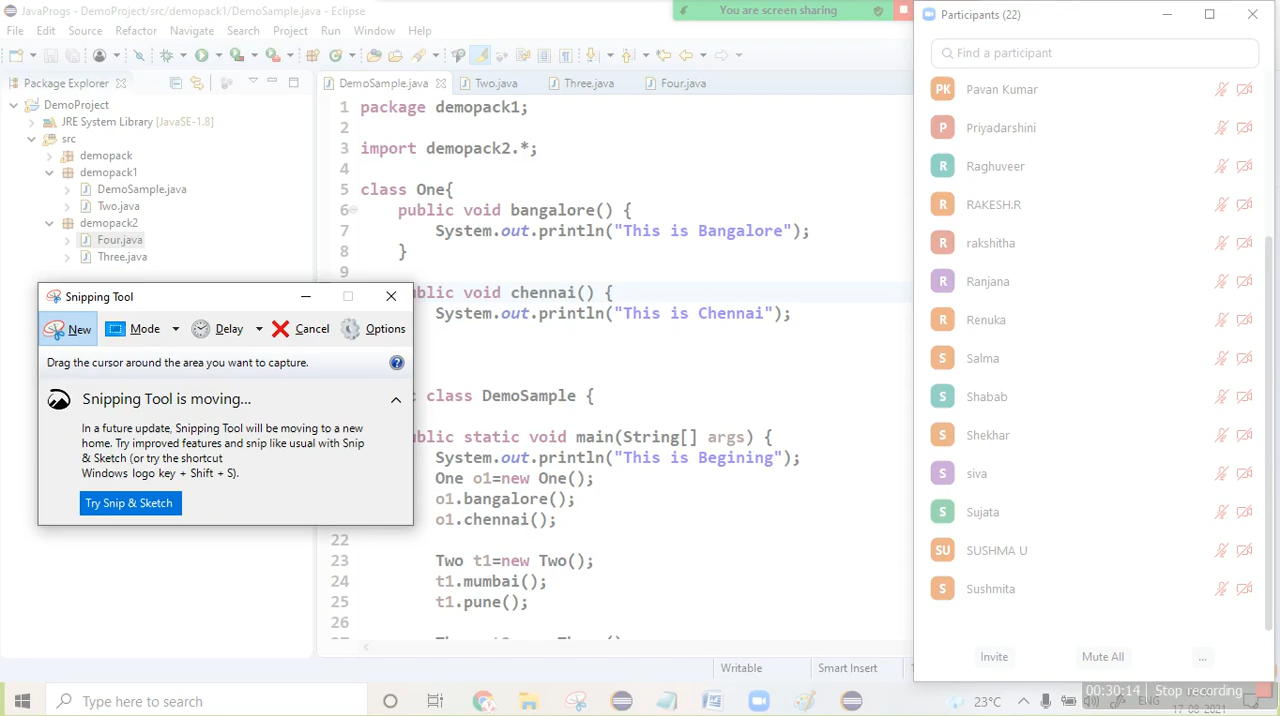 JavaProgs - DemoProject/src/demopack1/DemoSample.java - Eclipse
You are screen sharing
File Edit Source Refactor Navigate Search Project Run Window Help
Package Explorer
DemoProject
JRE System Library [JavaSE-1.8]
src
demopack
demopack1
DemoSample.java
Two.java
demopack2
Four.java
Three.java
DemoSample.java Two.java Three.java Four.java
1 package demopack1;
2
3 import demopack2.*;
4
5 class One{
6 public void bangalore() {
7 System.out.println("This is Bangalore");
8 }
9
blic void chennai() {
System.out.println("This is Chennai");
c class DemoSample {
ublic static void main(String[] args) {
System.out.println("This is Begining");
One o1=new One();
o1.bangalore();
o1.chennai();
22
23 Two t1=new Two();
24 t1.mumbai();
25 t1.pune();
26
Snipping Tool
New Mode Delay Cancel Options
Drag the cursor around the area you want to capture.
Snipping Tool is moving...
In a future update, Snipping Tool will be moving to a new
home. Try improved features and snip like usual with Snip
& Sketch (or try the shortcut
Windows logo key + Shift + S).
Try Snip & Sketch
Participants (22)
Find a participant
PK Pavan Kumar
P Priyadarshini
R Raghuveer
R RAKESH.R
R rakshitha
R Ranjana
R Renuka
S Salma
S Shabab
S Shekhar
S siva
S Sujata
SU SUSHMA U
S Sushmita
Invite Mute All ...
Writable Smart Insert
00:30:14 Stop recording
Type here to search
23°C ENG
17-08-2021